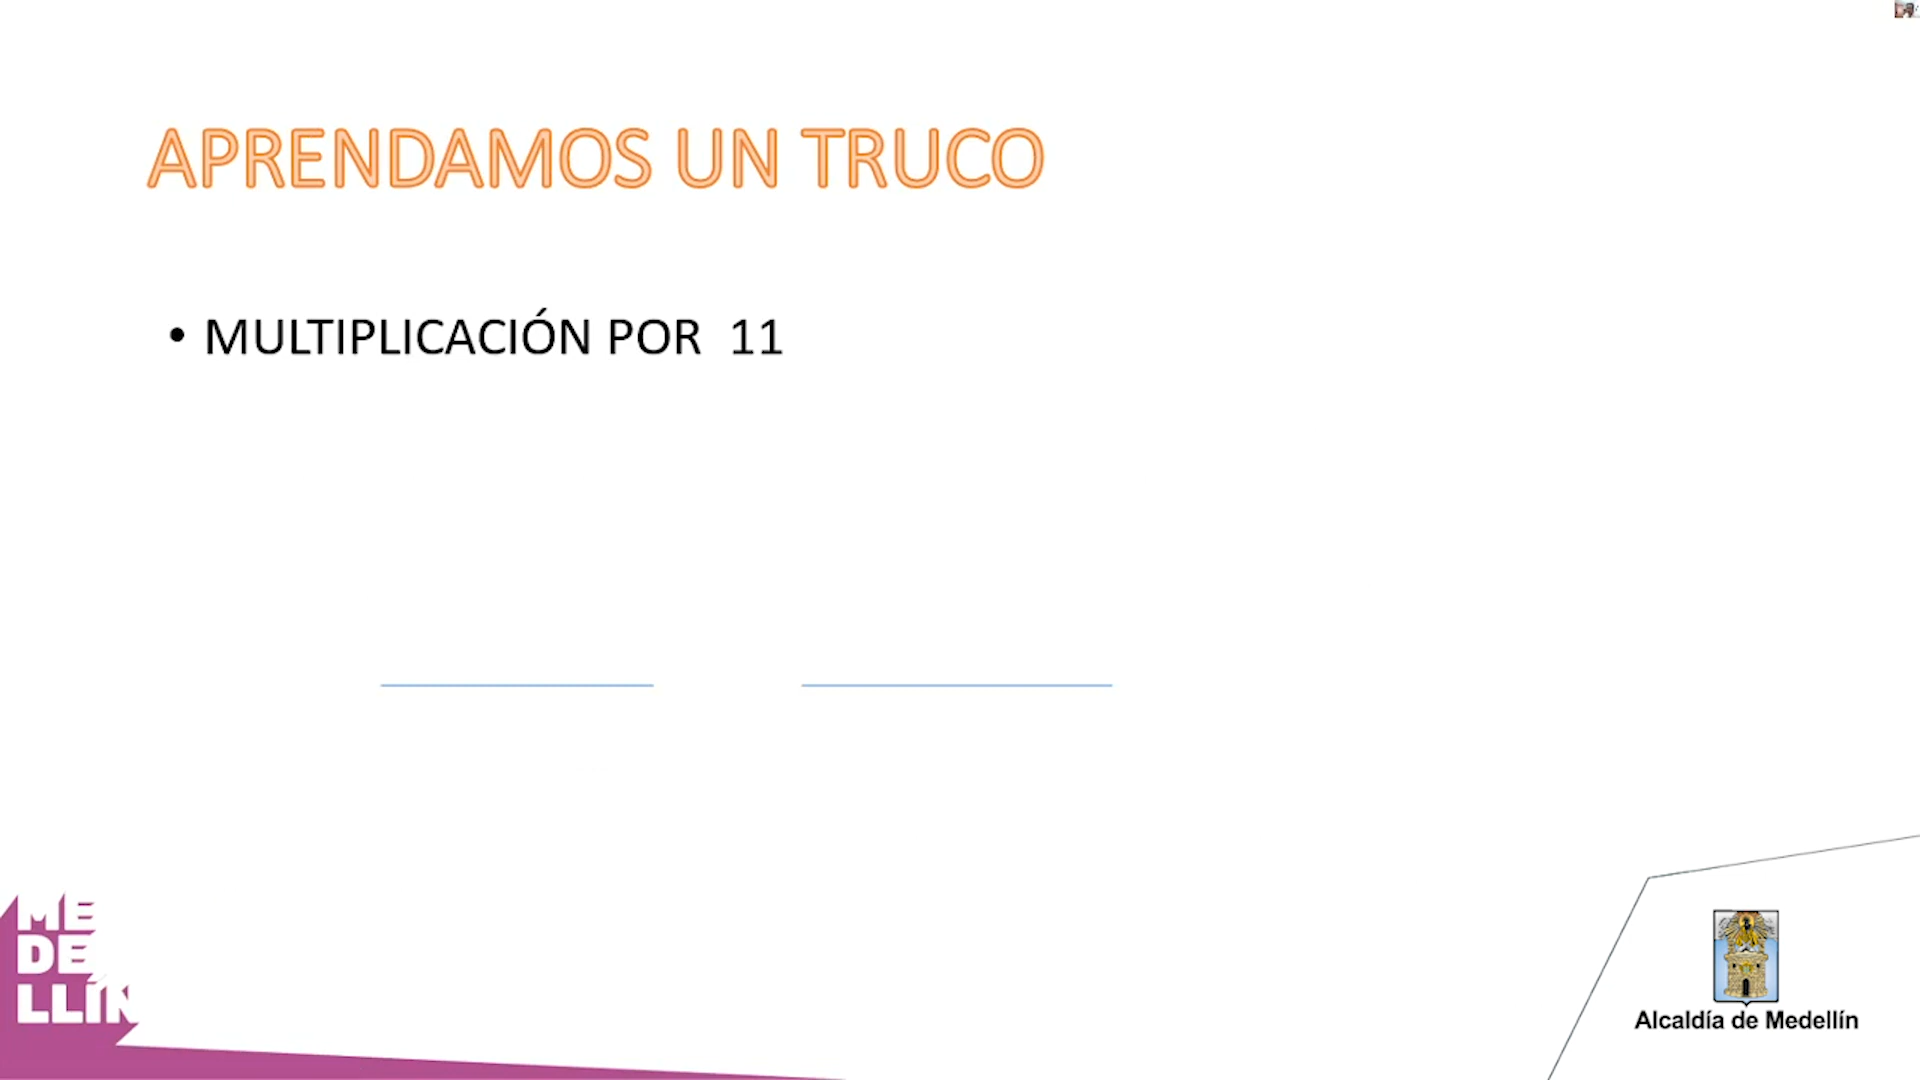 APRENDAMOS UN TRUCO
• MULTIPLICACIÓN POR 11
ME
DE
LLÍN
Alcaldía de Medellín